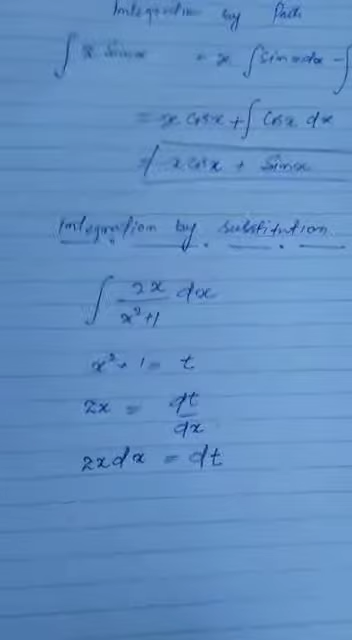 Integration by Parts
∫ x sinx = x ∫ sinx dx - ∫
= x cosx + ∫ cosx dx
= x cosx + sinx
Integration by substitution
∫ 2x/x²+1 dx
x² + 1 = t
2x = dt/dx
2x dx = dt